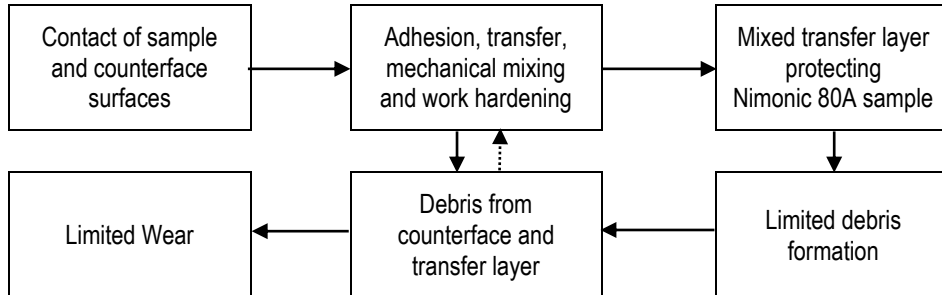 Contact of sample
and counterface
surfaces
Adhesion, transfer,
mechanical mixing
and work hardening
Mixed transfer layer
protecting
Nimonic 80A sample
Limited Wear
Debris from
counterface and
transfer layer
Limited debris
formation